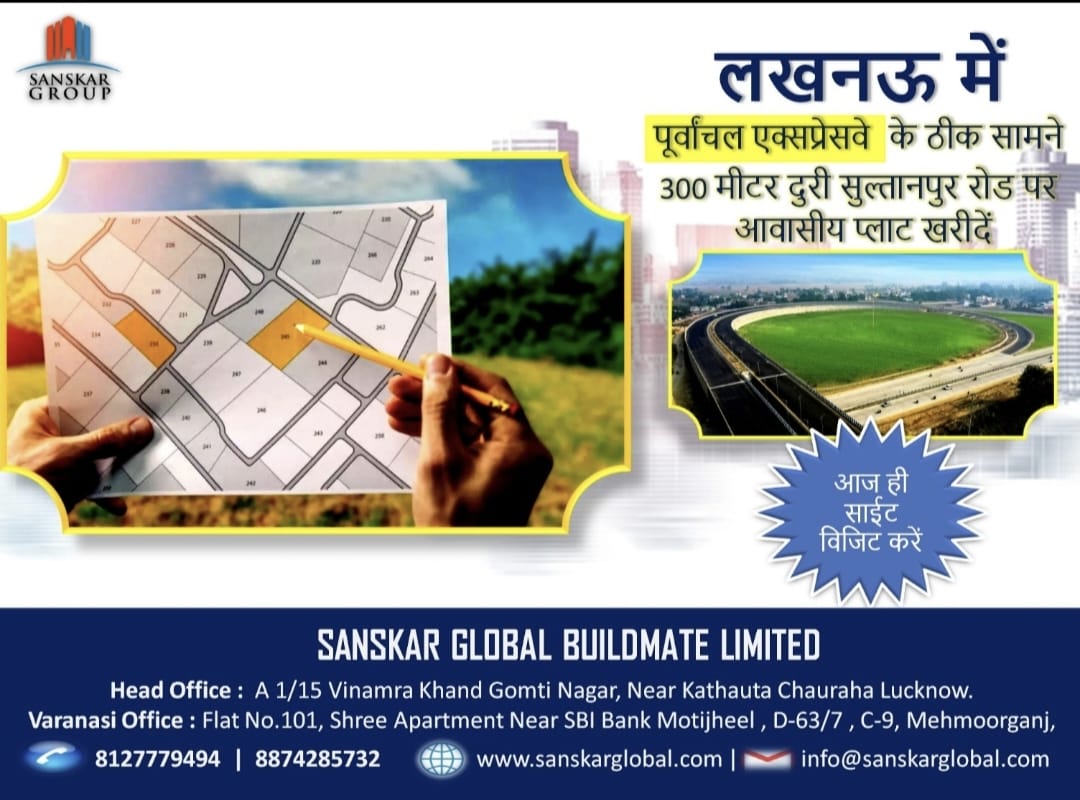 SANSKAR
GROUP
लखनऊ में
पूर्वांचल एक्सप्रेसवे के ठीक सामने
300 मीटर दुरी सुल्तानपुर रोड पर
आवासीय प्लाट खरीदें
आज ही
साईट
विजिट करें
SANSKAR GLOBAL BUILDMATE LIMITED
Head Office : A 1/15 Vinamra Khand Gomti Nagar, Near Kathauta Chauraha Lucknow.
Varanasi Office : Flat No.101, Shree Apartment Near SBI Bank Motijheel , D-63/7 , C-9, Mehmoorganj,
8127779494 | 8874285732 www.sanskarglobal.com | info@sanskarglobal.com